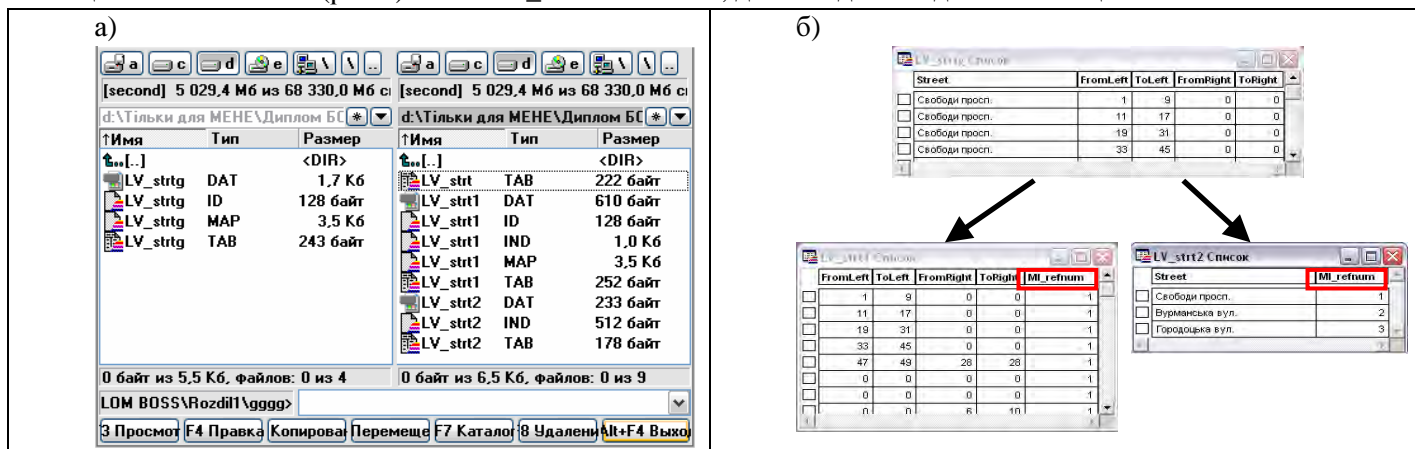 а)
б)
a c d e \ \ ..
a c d e \ \ ..
[second] 5 029,4 Мб из 68 330,0 Мб
[second] 5 029,4 Мб из 68 330,0 Мб
d:\Тільки для МЕНЕ\Диплом БС * ▼
d:\Тільки для МЕНЕ\Диплом БС * ▼
↑Имя Тип Размер
[..] <DIR>
LV_strtg DAT 1,7 Кб
LV_strtg ID 128 байт
LV_strtg MAP 3,5 Кб
LV_strtg TAB 243 байт
0 байт из 5,5 Кб, файлов: 0 из 4
↑Имя Тип Размер
[..] <DIR>
LV_strt TAB 222 байт
LV_strt1 DAT 610 байт
LV_strt1 ID 128 байт
LV_strt1 IND 1,0 Кб
LV_strt1 MAP 3,5 Кб
LV_strt1 TAB 252 байт
LV_strt2 DAT 233 байт
LV_strt2 IND 512 байт
LV_strt2 TAB 178 байт
0 байт из 6,5 Кб, файлов: 0 из 9
LOM BOSS\Rozdil1\gggg>
3 Просмот F4 Правка Копирова Перемеще F7 Каталог 8 Удалени Alt+F4 Выход
LV_strtg Список
Street FromLeft ToLeft FromRight ToRight
Свободи просп. 1 9 0 0
Свободи просп. 11 17 0 0
Свободи просп. 19 31 0 0
Свободи просп. 33 45 0 0
LV_strt1 Список
FromLeft ToLeft FromRight ToRight MI_refnum
1 9 0 0 1
11 17 0 0 1
19 31 0 0 1
33 45 0 0 1
47 49 28 28 1
0 0 0 0 1
0 0 0 0 1
0 0 6 10 1
LV_strt2 Список
Street MI_refnum
Свободи просп. 1
Вурманська вул. 2
Городоцька вул. 3